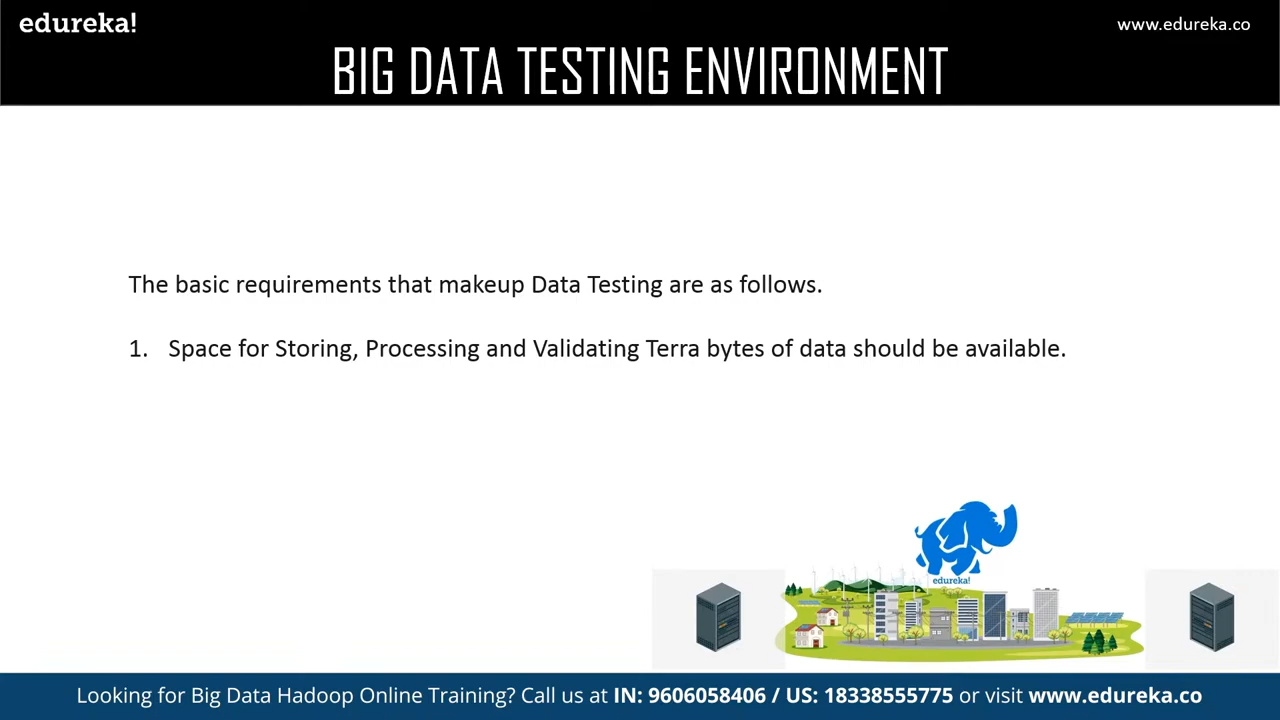 edureka!
www.edureka.co
BIG DATA TESTING ENVIRONMENT
The basic requirements that makeup Data Testing are as follows.
1. Space for Storing, Processing and Validating Terra bytes of data should be available.
edureka!
Looking for Big Data Hadoop Online Training? Call us at IN: 9606058406 / US: 18338555775 or visit www.edureka.co